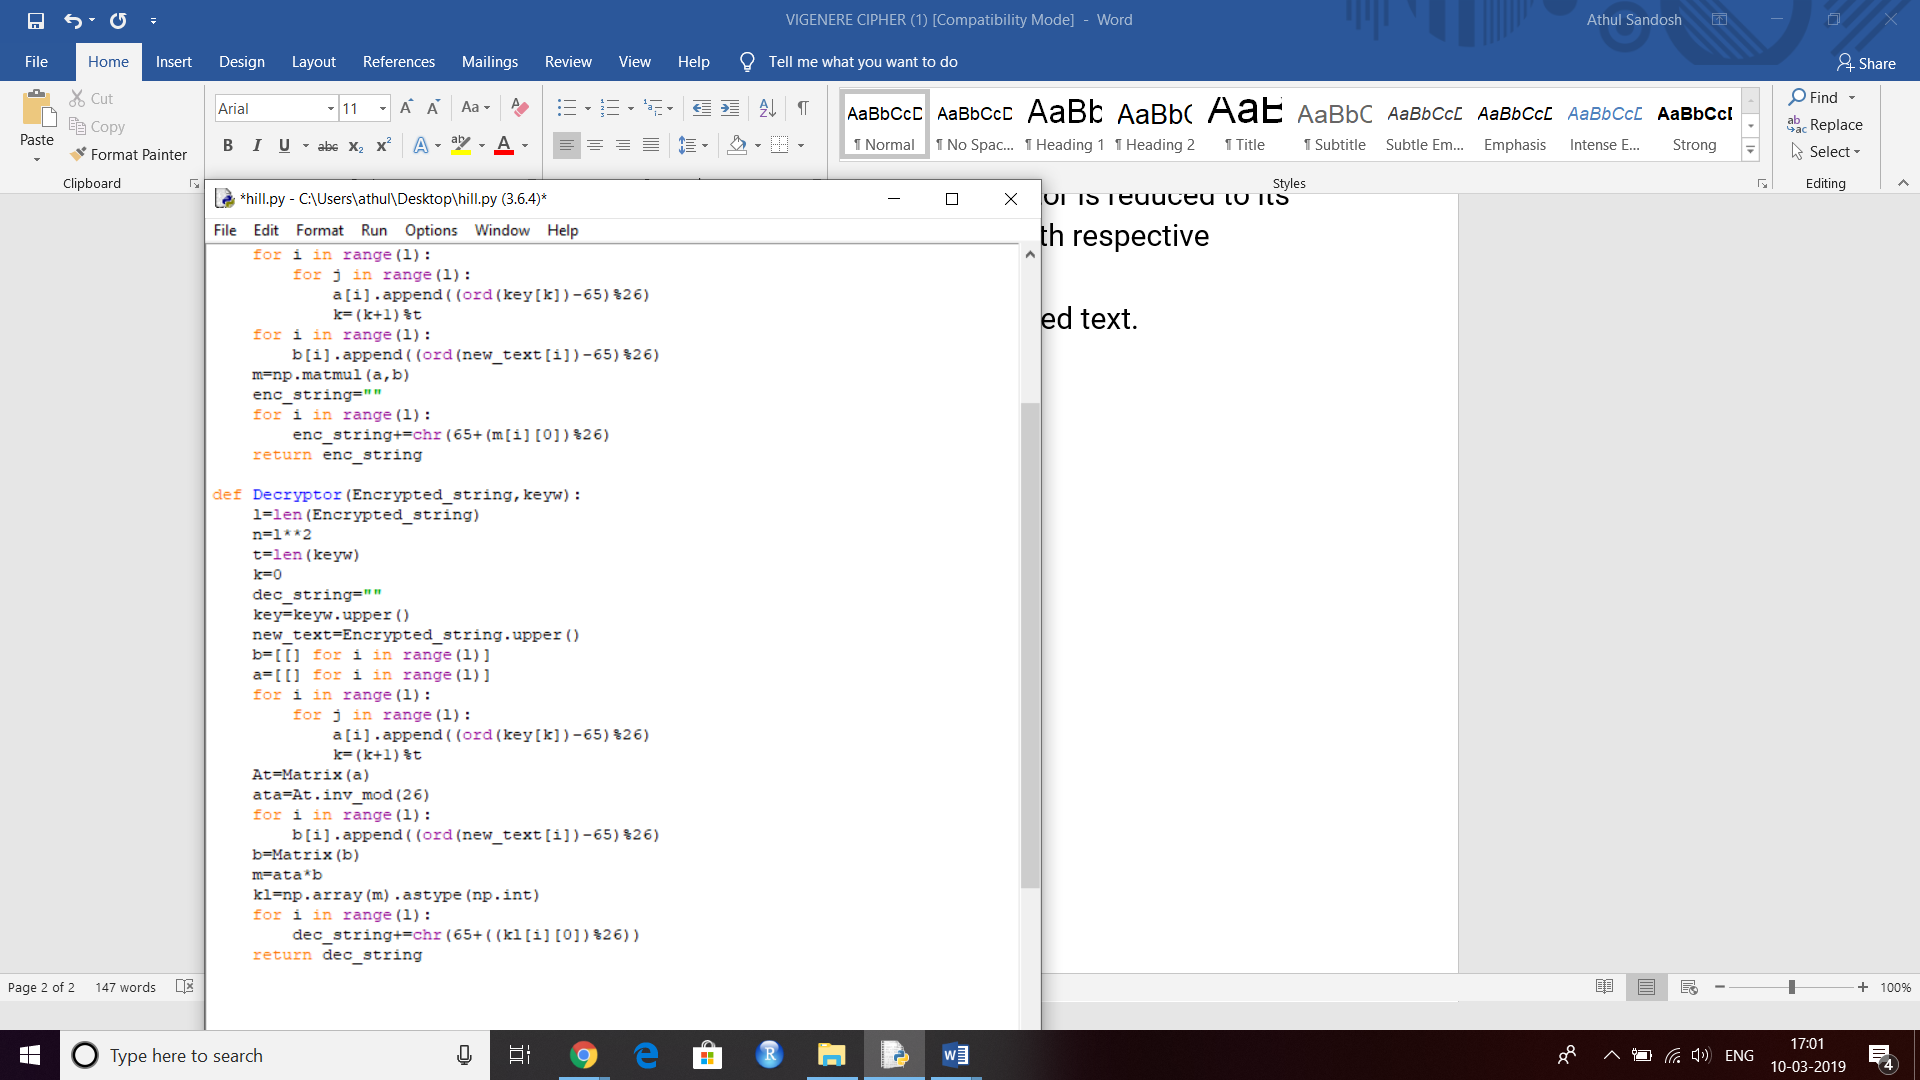 VIGENERE CIPHER (1) [Compatibility Mode] - Word
Athul Sandosh
File Home Insert Design Layout References Mailings Review View Help Tell me what you want to do
Share
Paste
Cut
Copy
Format Painter
Clipboard
Arial 11
AaBbCcD AaBbCcD AaBb AaBb( AaB AaBbC AaBbCcD AaBbCcD AaBbCcD AaBbCcD
¶ Normal ¶ No Spac... ¶ Heading 1 ¶ Heading 2 ¶ Title ¶ Subtitle Subtle Em... Emphasis Intense E... Strong
Styles
Find
Replace
Select
Editing
is reduced to its
th respective
ed text.
*hill.py - C:\Users\athul\Desktop\hill.py (3.6.4)*
File Edit Format Run Options Window Help
    for i in range(l):
        for j in range(l):
            a[i].append((ord(key[k])-65)%26)
            k=(k+1)%t
    for i in range(l):
        b[i].append((ord(new_text[i])-65)%26)
    m=np.matmul(a,b)
    enc_string=""
    for i in range(l):
        enc_string+=chr(65+(m[i][0])%26)
    return enc_string
def Decryptor(Encrypted_string,keyw):
    l=len(Encrypted_string)
    n=l**2
    t=len(keyw)
    k=0
    dec_string=""
    key=keyw.upper()
    new_text=Encrypted_string.upper()
    b=[[] for i in range(l)]
    a=[[] for i in range(l)]
    for i in range(l):
        for j in range(l):
            a[i].append((ord(key[k])-65)%26)
            k=(k+1)%t
    At=Matrix(a)
    ata=At.inv_mod(26)
    for i in range(l):
        b[i].append((ord(new_text[i])-65)%26)
    b=Matrix(b)
    m=ata*b
    kl=np.array(m).astype(np.int)
    for i in range(l):
        dec_string+=chr(65+((kl[i][0])%26))
    return dec_string
Page 2 of 2 147 words
100%
Type here to search
ENG
17:01
10-03-2019
4